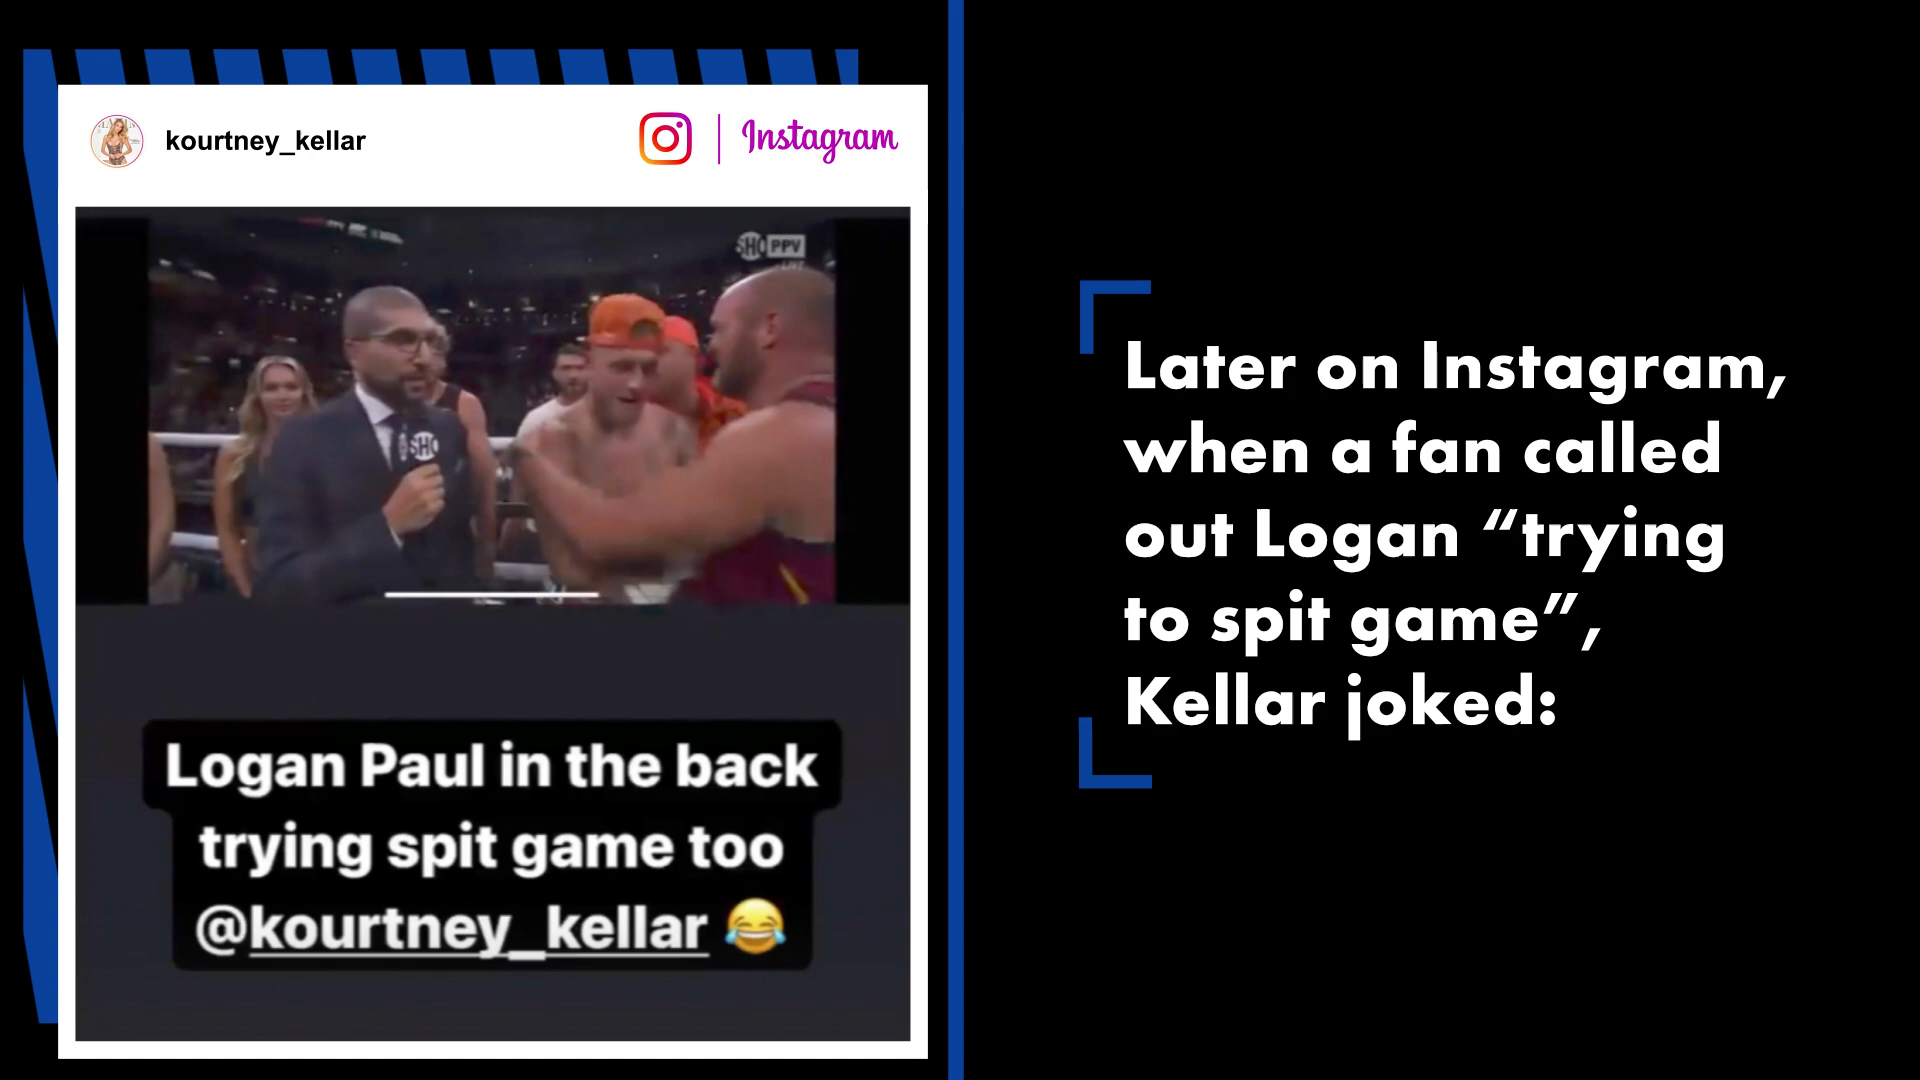 kourtney_kellar
Instagram
SHO PPV
SHO
Logan Paul in the back
trying spit game too
@kourtney_kellar 😂
Later on Instagram,
when a fan called
out Logan “trying
to spit game”,
Kellar joked: